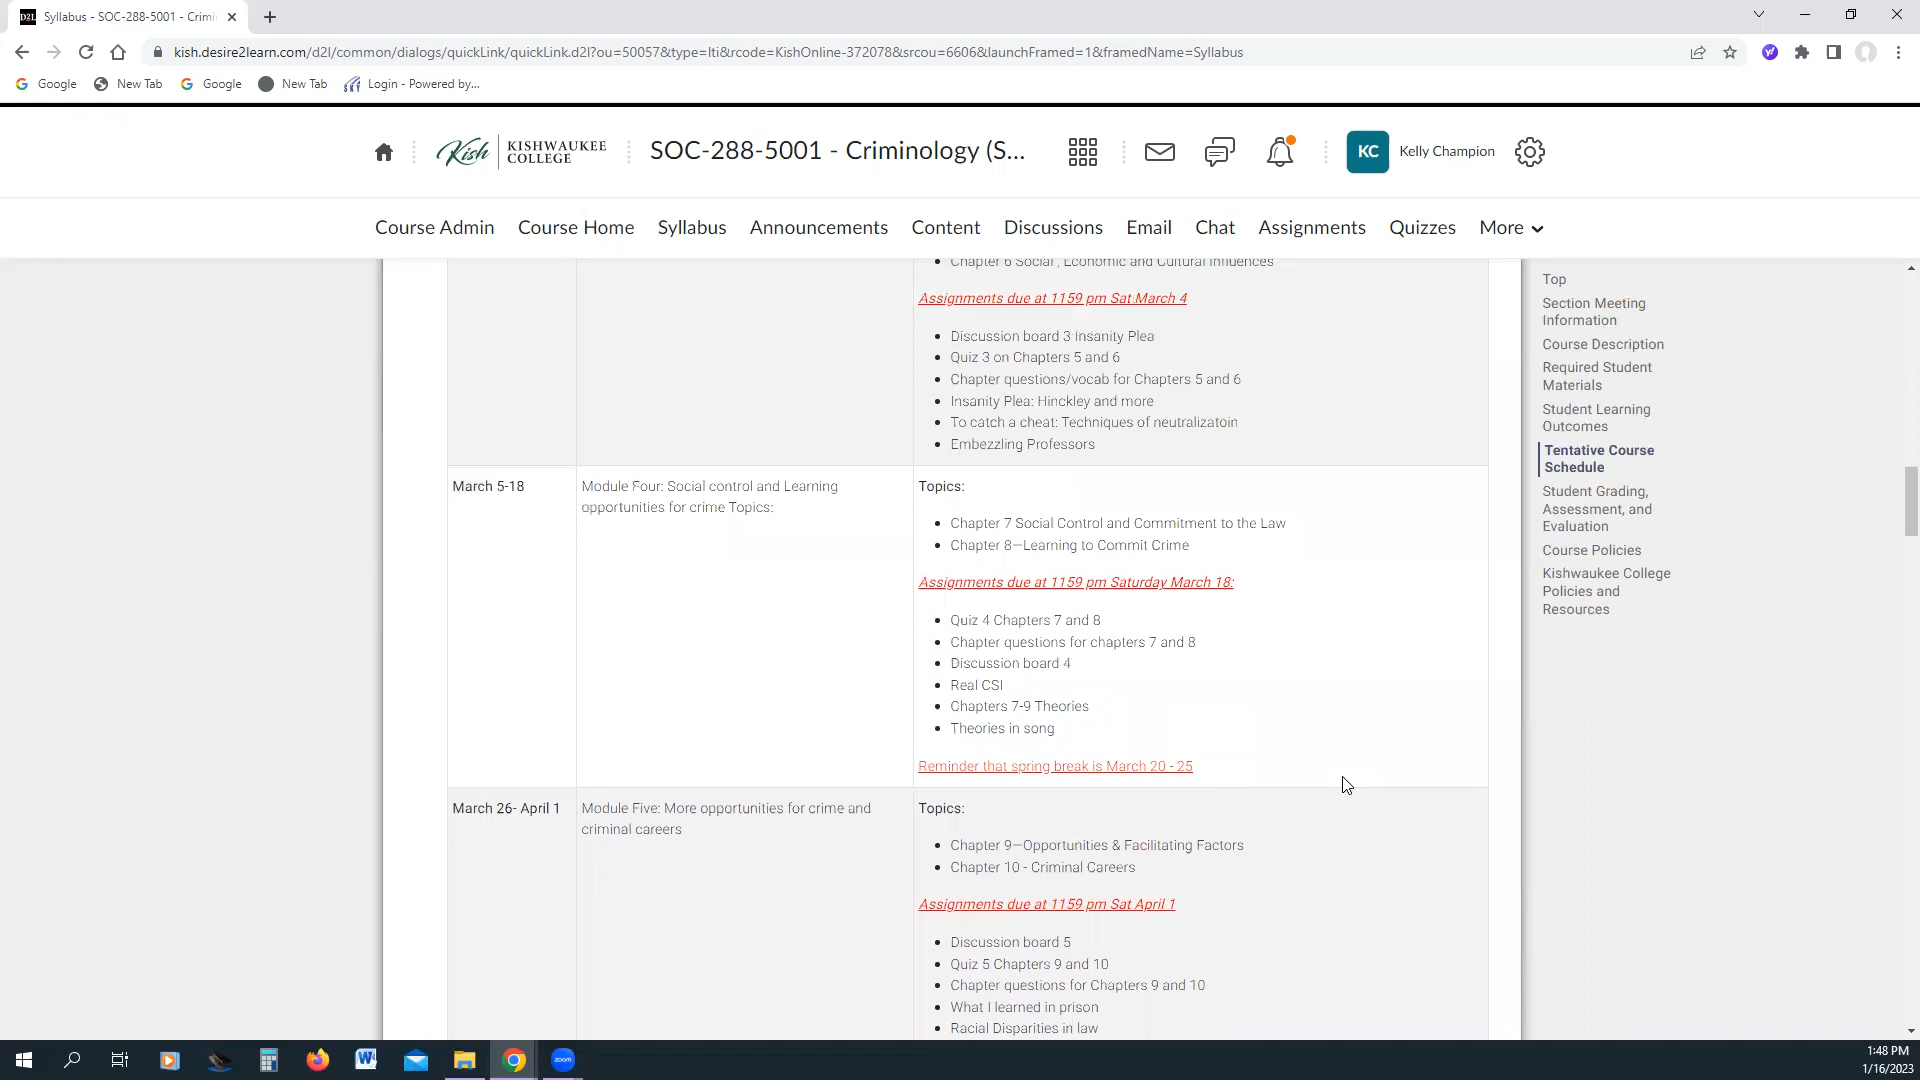 Syllabus - SOC-288-5001 - Crimi
kish.desire2learn.com/d2l/common/dialogs/quickLink/quickLink.d2l?ou=50057&type=lti&rcode=KishOnline-372078&srcou=6606&launchFramed=1&framedName=Syllabus
Google
New Tab
Google
New Tab
Login - Powered by...
Kish
KISHWAUKEE
COLLEGE
SOC-288-5001 - Criminology (S...
KC
Kelly Champion
Course Admin
Course Home
Syllabus
Announcements
Content
Discussions
Email
Chat
Assignments
Quizzes
More
Chapter 6 Social , Economic and Cultural Influences
Assignments due at 1159 pm Sat March 4
Discussion board 3 Insanity Plea
Quiz 3 on Chapters 5 and 6
Chapter questions/vocab for Chapters 5 and 6
Insanity Plea: Hinckley and more
To catch a cheat: Techniques of neutralizatoin
Embezzling Professors
March 5-18
Module Four: Social control and Learning
opportunities for crime Topics:
Topics:
Chapter 7 Social Control and Commitment to the Law
Chapter 8—Learning to Commit Crime
Assignments due at 1159 pm Saturday March 18:
Quiz 4 Chapters 7 and 8
Chapter questions for chapters 7 and 8
Discussion board 4
Real CSI
Chapters 7-9 Theories
Theories in song
Reminder that spring break is March 20 - 25
March 26- April 1
Module Five: More opportunities for crime and
criminal careers
Topics:
Chapter 9—Opportunities & Facilitating Factors
Chapter 10 - Criminal Careers
Assignments due at 1159 pm Sat April 1
Discussion board 5
Quiz 5 Chapters 9 and 10
Chapter questions for Chapters 9 and 10
What I learned in prison
Racial Disparities in law
Top
Section Meeting
Information
Course Description
Required Student
Materials
Student Learning
Outcomes
Tentative Course
Schedule
Student Grading,
Assessment, and
Evaluation
Course Policies
Kishwaukee College
Policies and
Resources
zoom
1:48 PM
1/16/2023